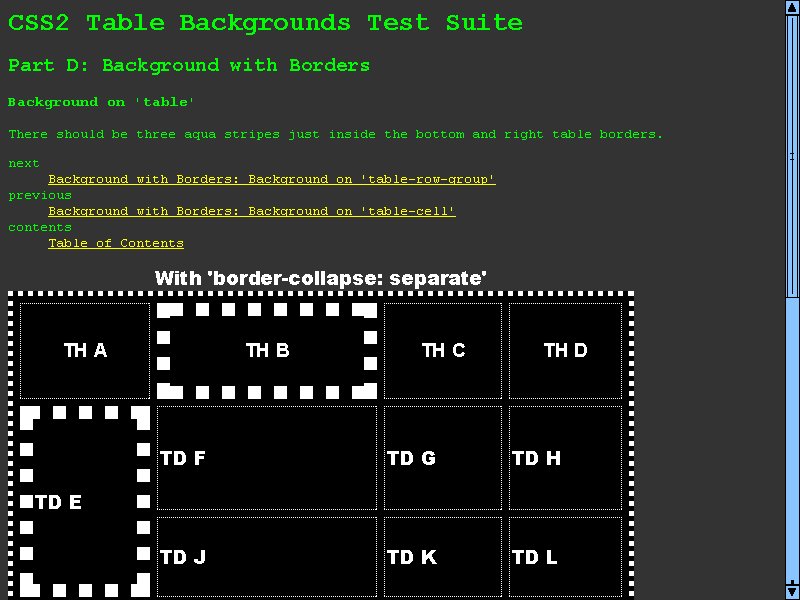 CSS2 Table Backgrounds Test Suite
Part D: Background with Borders
Background on 'table'
There should be three aqua stripes just inside the bottom and right table borders.
next
Background with Borders: Background on 'table-row-group'
previous
Background with Borders: Background on 'table-cell'
contents
Table of Contents
With 'border-collapse: separate'
TH A TH B TH C TH D
TD F TD G TD H
TD E
TD J TD K TD L